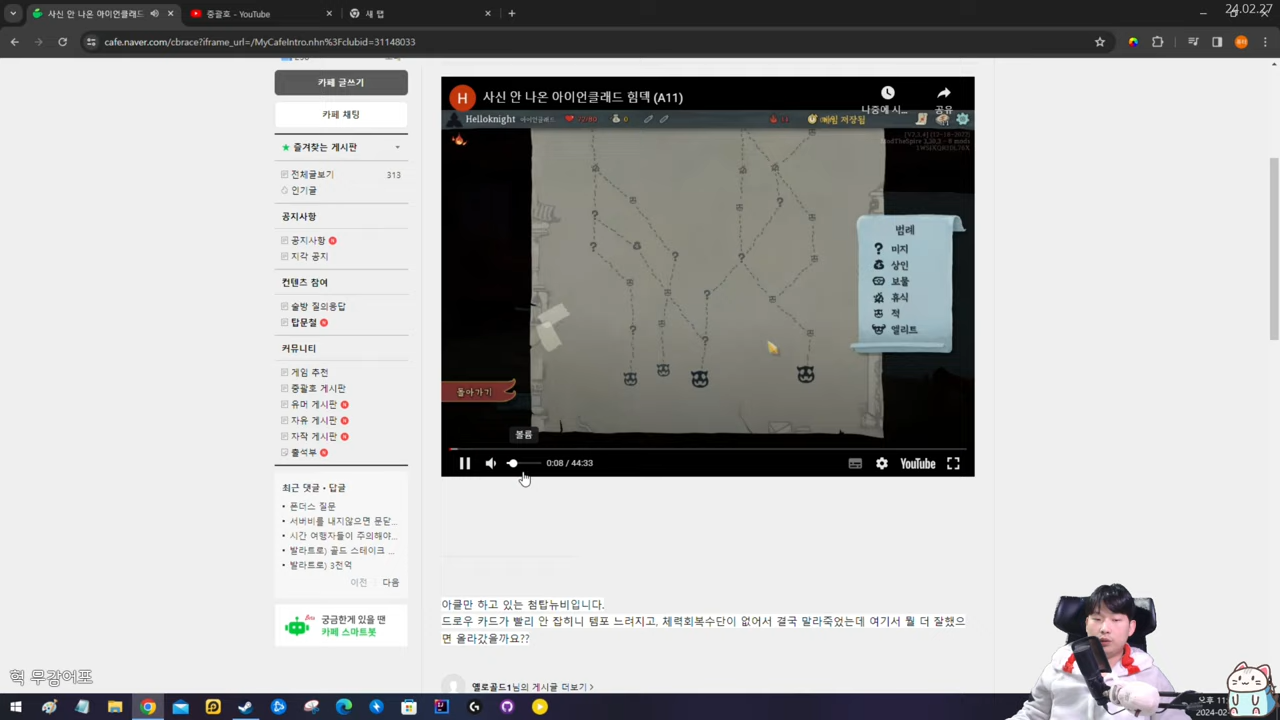 24.02.27
사신 안 나온 아이언클래드
중괄호 - YouTube
새 탭
cafe.naver.com/cbrace?iframe_url=/MyCafeIntro.nhn%3Fclubid=31148033
카페 글쓰기
카페 채팅
즐겨찾는 게시판
전체글보기 313
인기글
공지사항
공지사항
지각 공지
컨텐츠 참여
술방 질의응답
탑문철
커뮤니티
게임 추천
중괄호 게시판
유머 게시판
자유 게시판
자작 게시판
출석부
최근 댓글 · 답글
폰더스 질문
서버비를 내지않으면 문닫...
시간 여행자들이 주의해야...
발라트로) 골드 스테이크 ...
발라트로) 3천억
이전 다음
궁금한게 있을 땐
카페 스마트봇
H 사신 안 나온 아이언클래드 힘덱 (A11)
나중에 시... 공유
Helloknight 아이언클래드 72/80 0
범례
미지
상인
보물
휴식
적
엘리트
돌아가기
볼륨
0:08 / 44:33
YouTube
아클만 하고 있는 첨탑뉴비입니다.
드로우 카드가 빨리 안 잡히니 템포 느려지고, 체력회복수단이 없어서 결국 말라죽었는데 여기서 뭘 더 잘했으
면 올라갔을까요??
옐로골드1님의 게시글 더보기 >
헉 무감어포